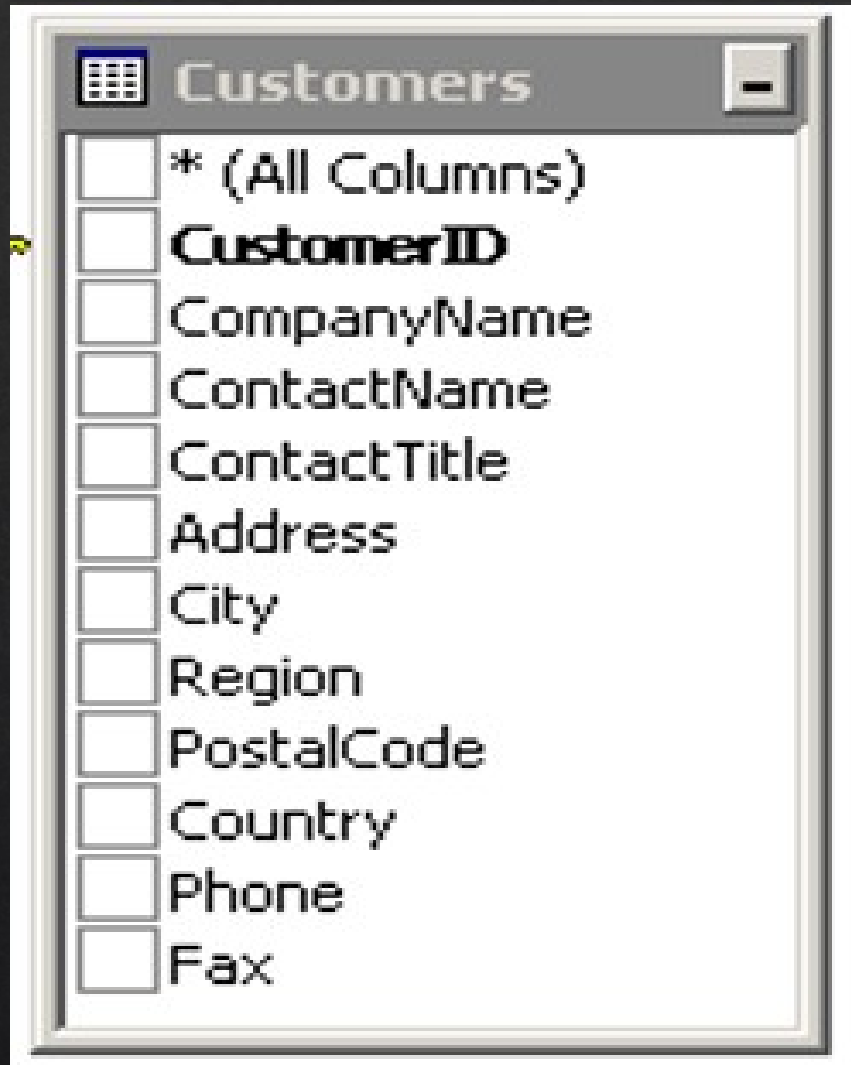 Customers
* (All Columns)
CustomerID
CompanyName
ContactName
ContactTitle
Address
City
Region
PostalCode
Country
Phone
Fax